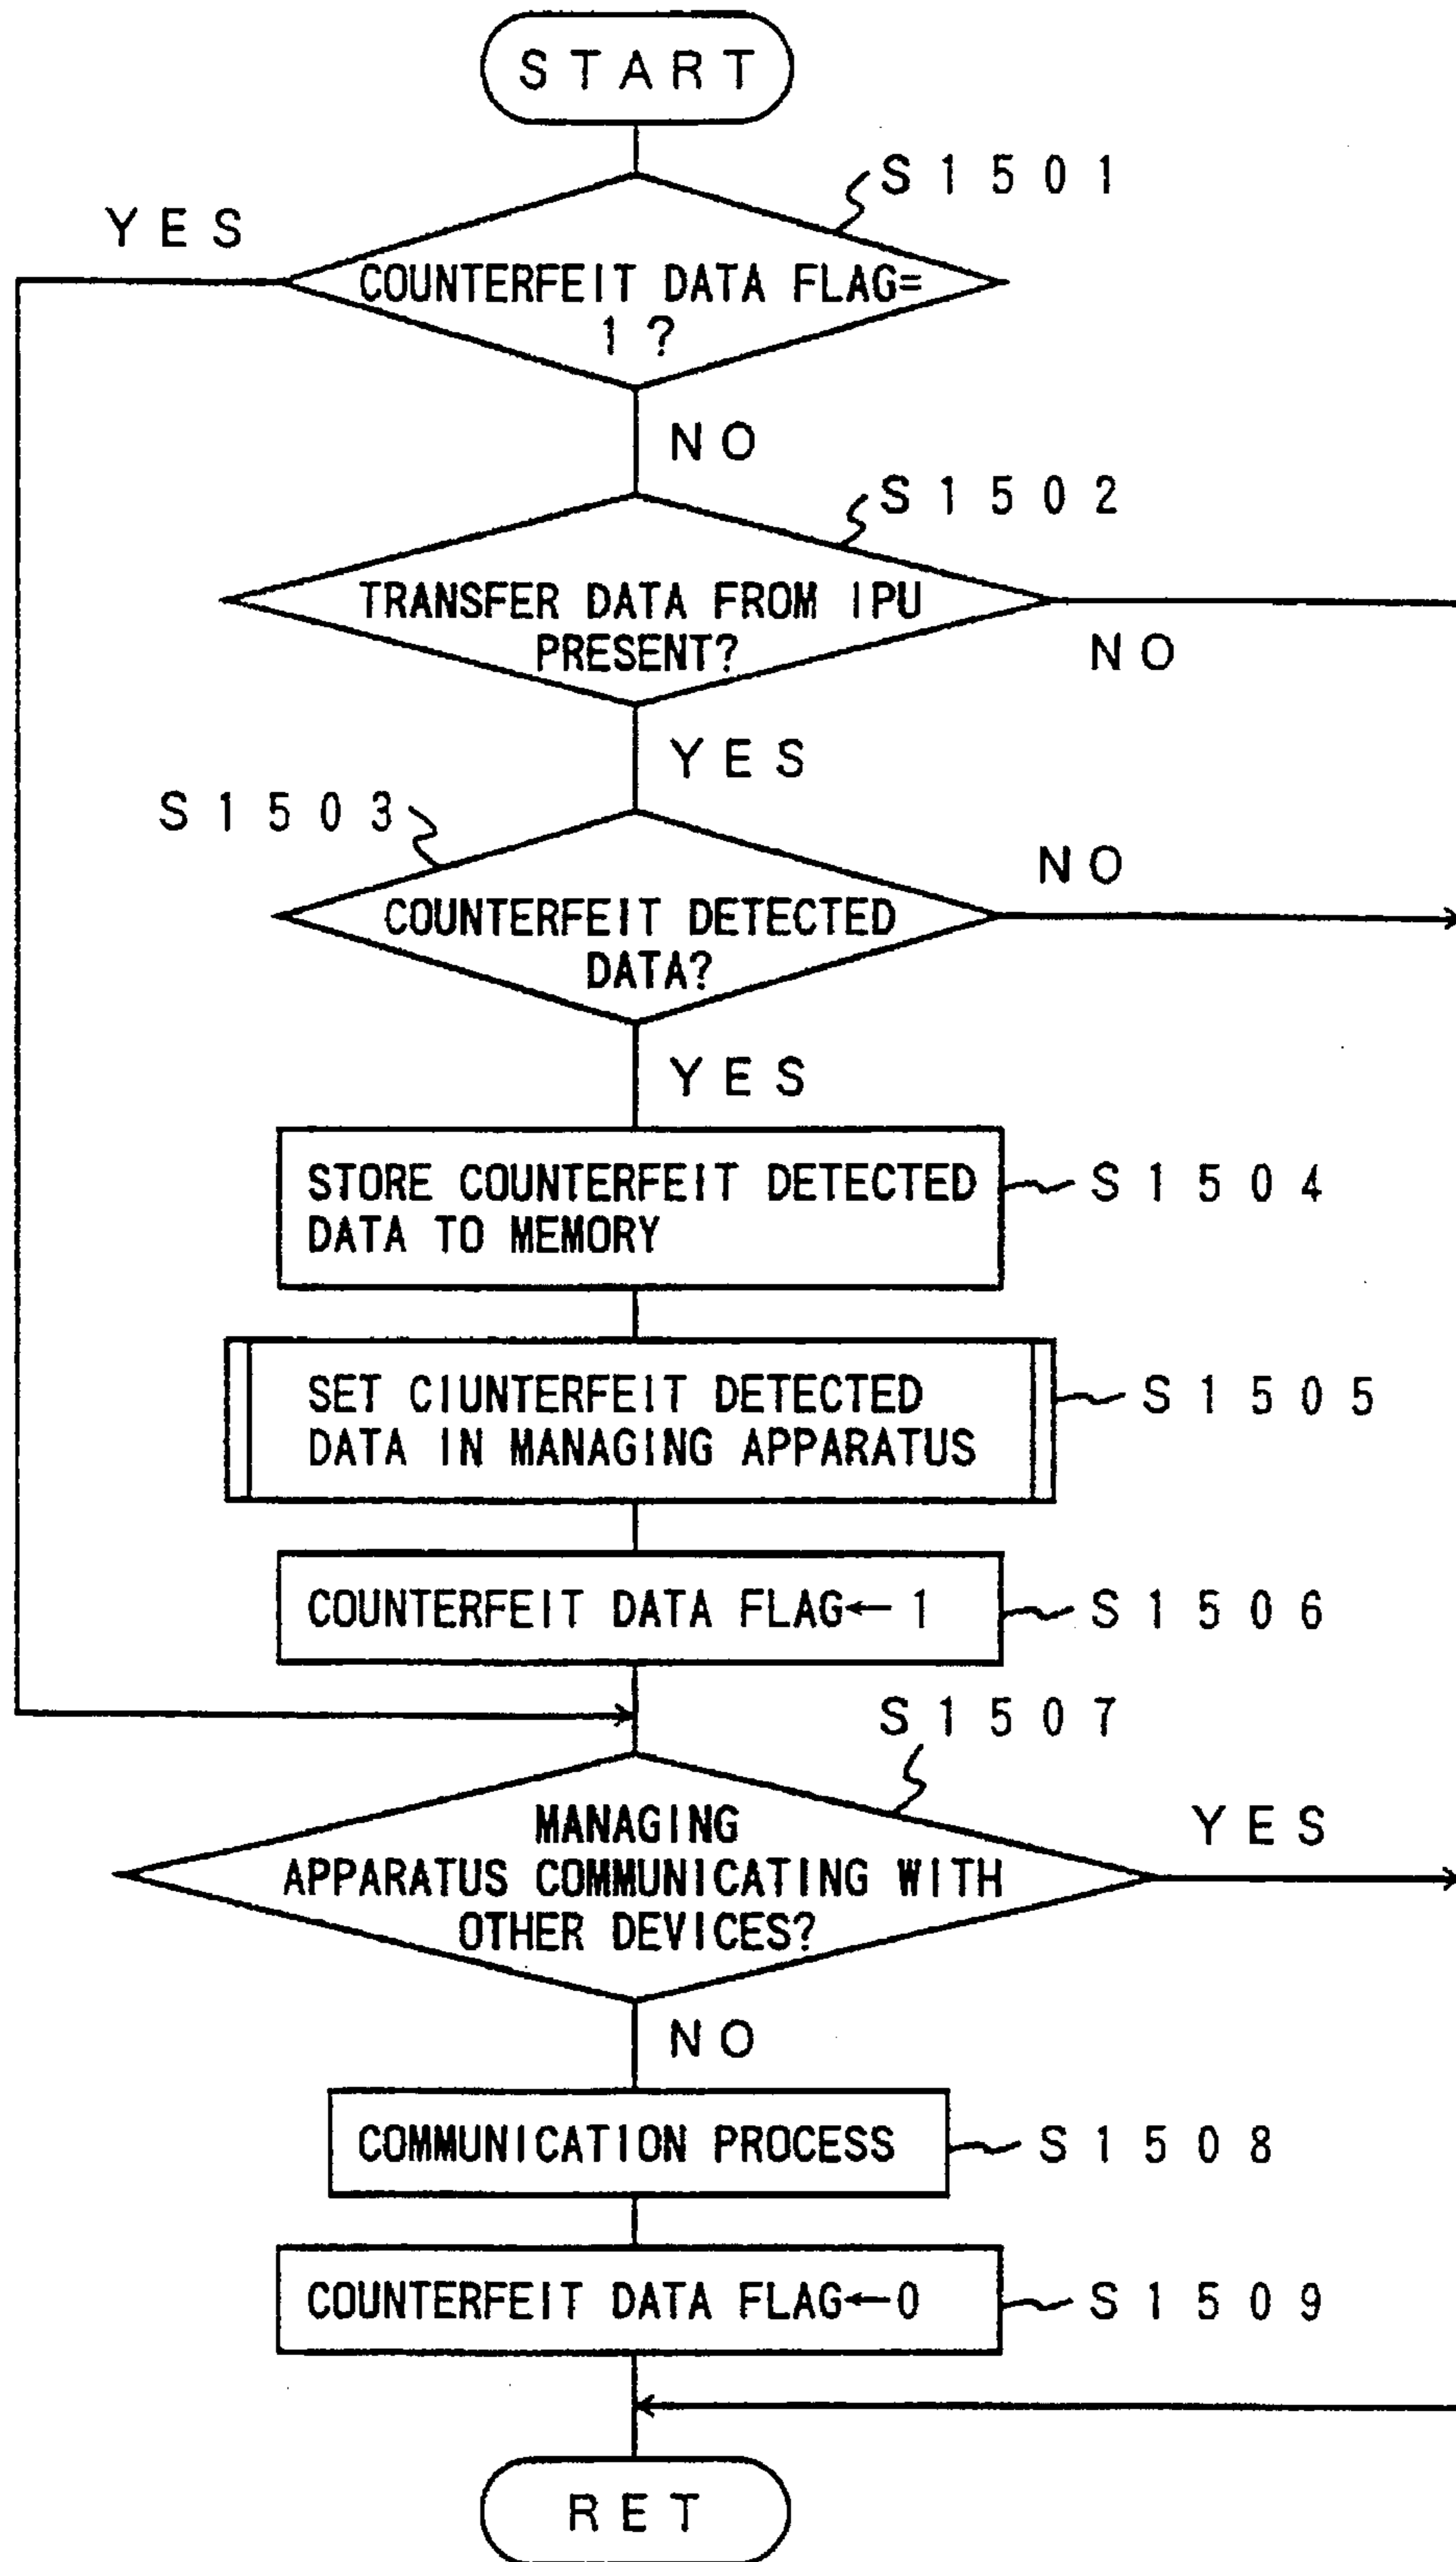 START
S1501
YES
COUNTERFEIT DATA FLAG=
1?
NO
S1502
TRANSFER DATA FROM IPU
PRESENT?
NO
YES
S1503
NO
COUNTERFEIT DETECTED
DATA?
YES
STORE COUNTERFEIT DETECTED
DATA TO MEMORY
S1504
SET CIUNTERFEIT DETECTED
DATA IN MANAGING APPARATUS
S1505
COUNTERFEIT DATA FLAG←1
S1506
S1507
MANAGING
APPARATUS COMMUNICATING WITH
OTHER DEVICES?
YES
NO
COMMUNICATION PROCESS
S1508
COUNTERFEIT DATA FLAG←0
S1509
RET